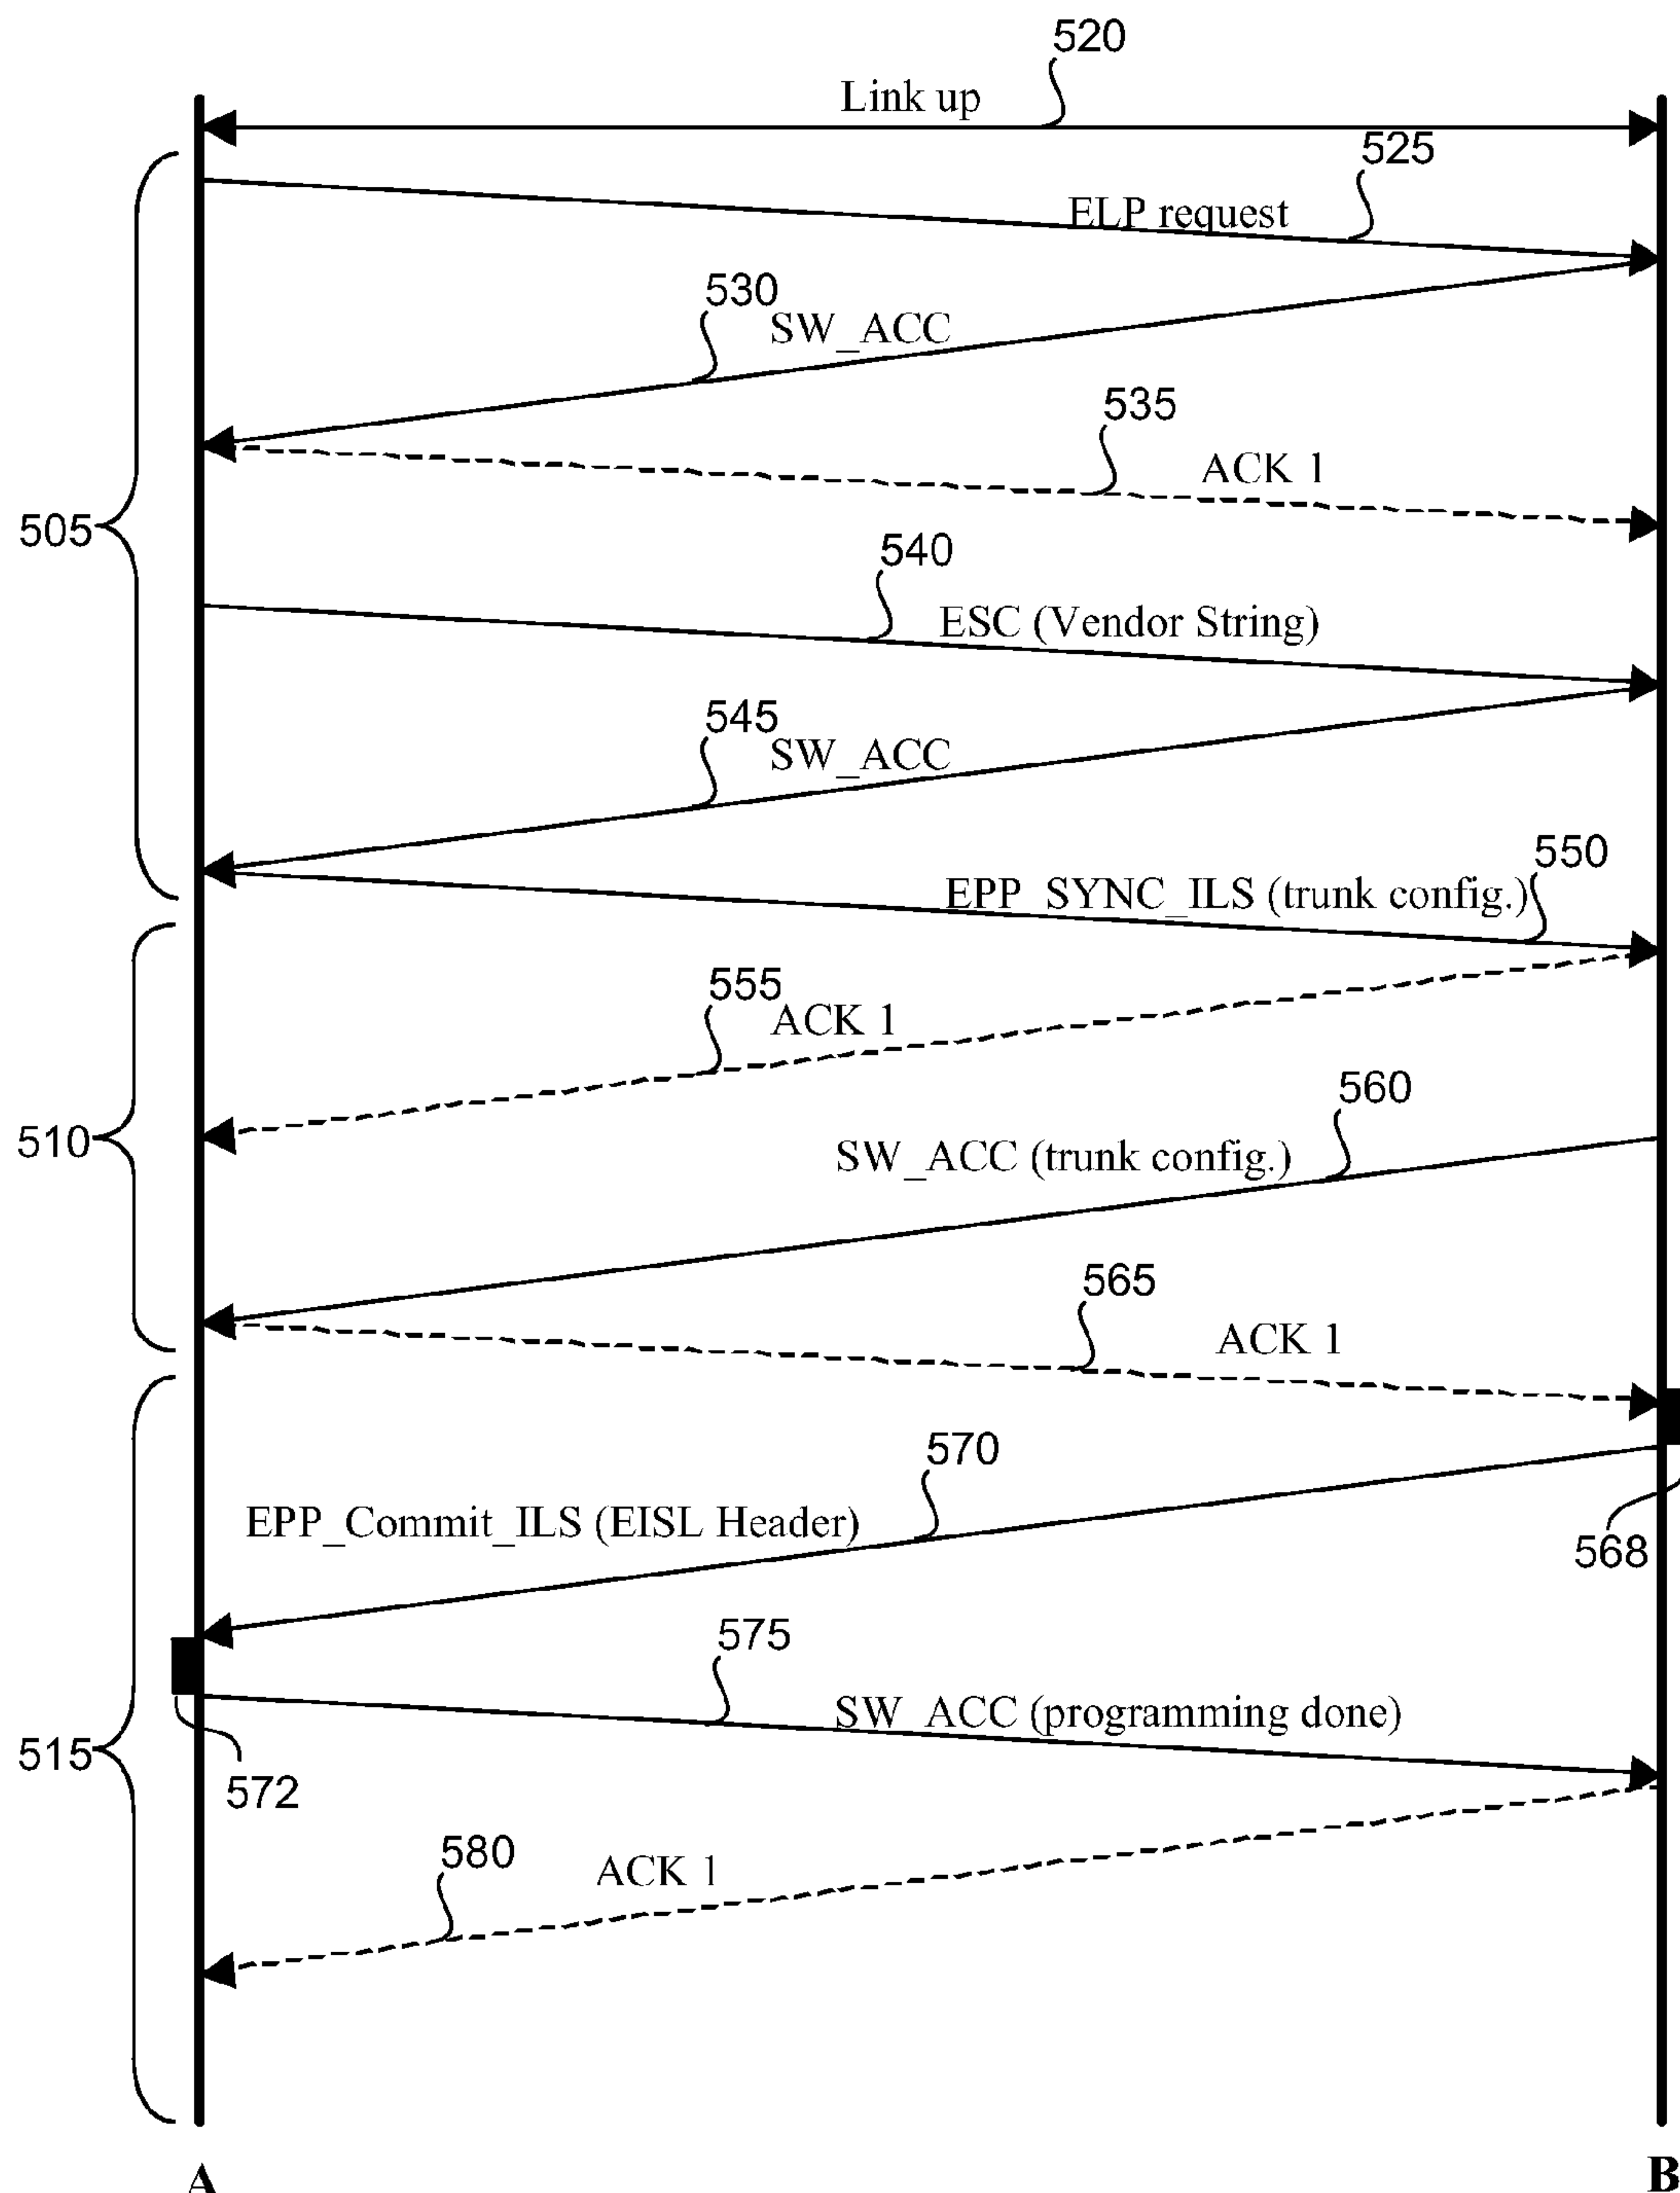 520
Link up
525
ELP request
530
SW_ACC
535
ACK 1
505
540
ESC (Vendor String)
545
SW_ACC
550
EPP_SYNC_ILS (trunk config.)
555
ACK 1
560
510
SW_ACC (trunk config.)
565
ACK 1
570
EPP_Commit_ILS (EISL Header)
568
575
SW_ACC (programming done)
515
572
580
ACK 1
A
B